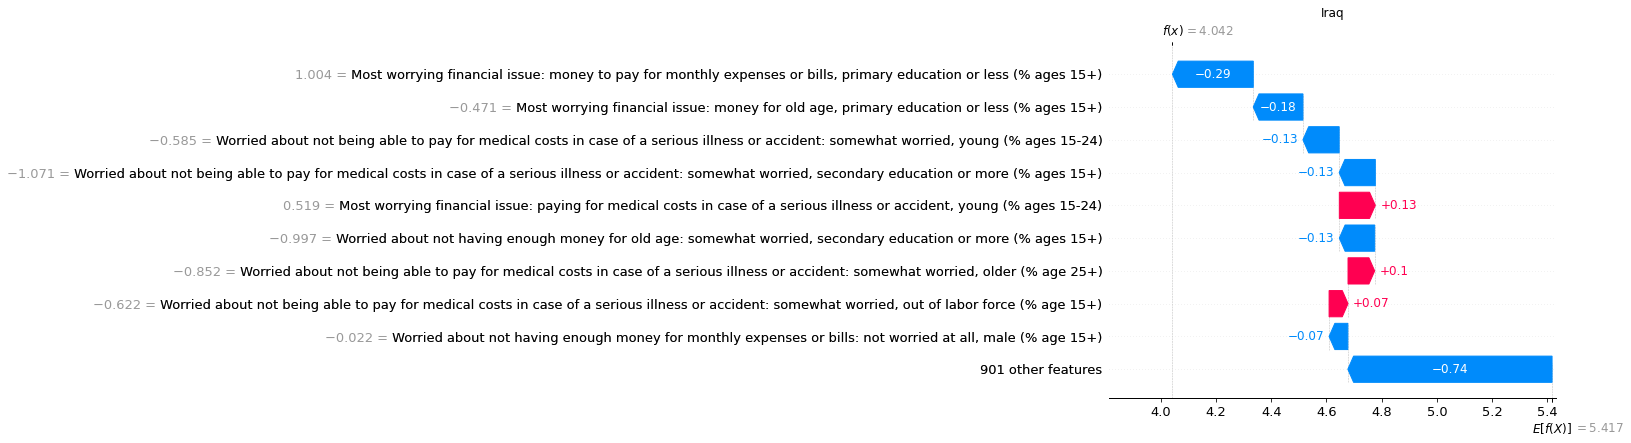 Iraq
f(x) = 4.042
1.004 = Most worrying financial issue: money to pay for monthly expenses or bills, primary education or less (% ages 15+)
−0.29
−0.471 = Most worrying financial issue: money for old age, primary education or less (% ages 15+)
−0.18
−0.585 = Worried about not being able to pay for medical costs in case of a serious illness or accident: somewhat worried, young (% ages 15-24)
−0.13
−1.071 = Worried about not being able to pay for medical costs in case of a serious illness or accident: somewhat worried, secondary education or more (% ages 15+)
−0.13
0.519 = Most worrying financial issue: paying for medical costs in case of a serious illness or accident, young (% ages 15-24)
+0.13
−0.997 = Worried about not having enough money for old age: somewhat worried, secondary education or more (% ages 15+)
−0.13
−0.852 = Worried about not being able to pay for medical costs in case of a serious illness or accident: somewhat worried, older (% age 25+)
+0.1
−0.622 = Worried about not being able to pay for medical costs in case of a serious illness or accident: somewhat worried, out of labor force (% age 15+)
+0.07
−0.022 = Worried about not having enough money for monthly expenses or bills: not worried at all, male (% age 15+)
−0.07
901 other features
−0.74
4.0 4.2 4.4 4.6 4.8 5.0 5.2 5.4
E[f(X)] = 5.417